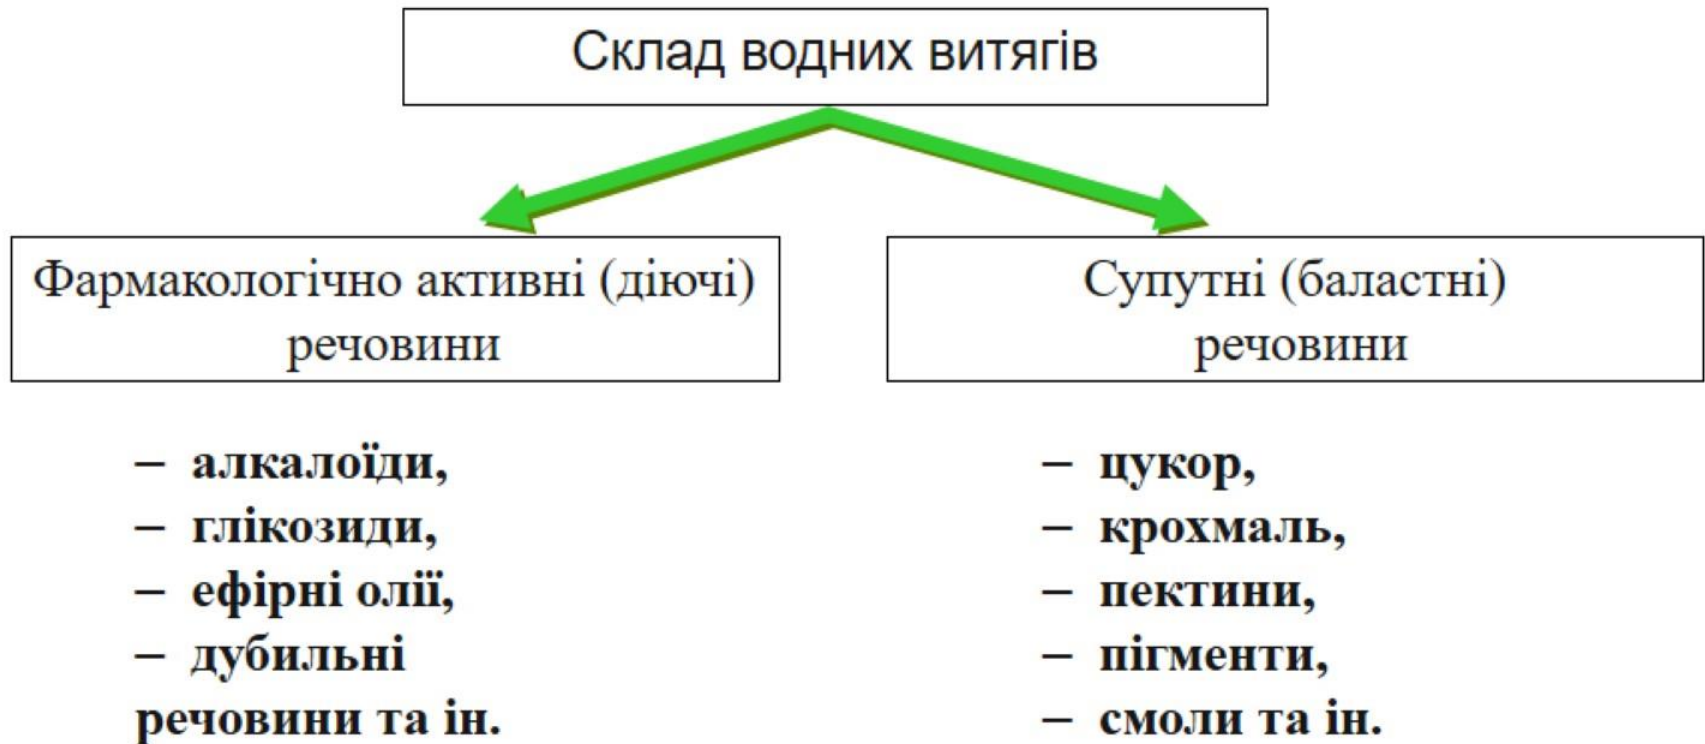 Склад водних витягів
Фармакологічно активні (діючі)
речовини
Супутні (баластні)
речовини
– алкалоїди,
– глікозиди,
– ефірні олії,
– дубильні
речовини та ін.
– цукор,
– крохмаль,
– пектини,
– пігменти,
– смоли та ін.